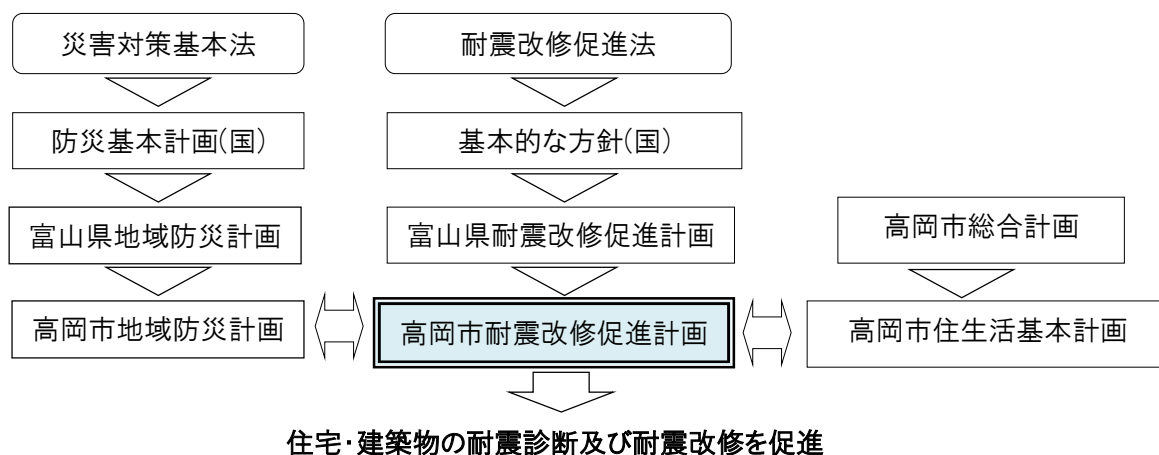 災害対策基本法
耐震改修促進法
防災基本計画(国)
基本的な方針(国)
富山県地域防災計画
富山県耐震改修促進計画
高岡市総合計画
高岡市地域防災計画
高岡市耐震改修促進計画
高岡市住生活基本計画
住宅・建築物の耐震診断及び耐震改修を促進